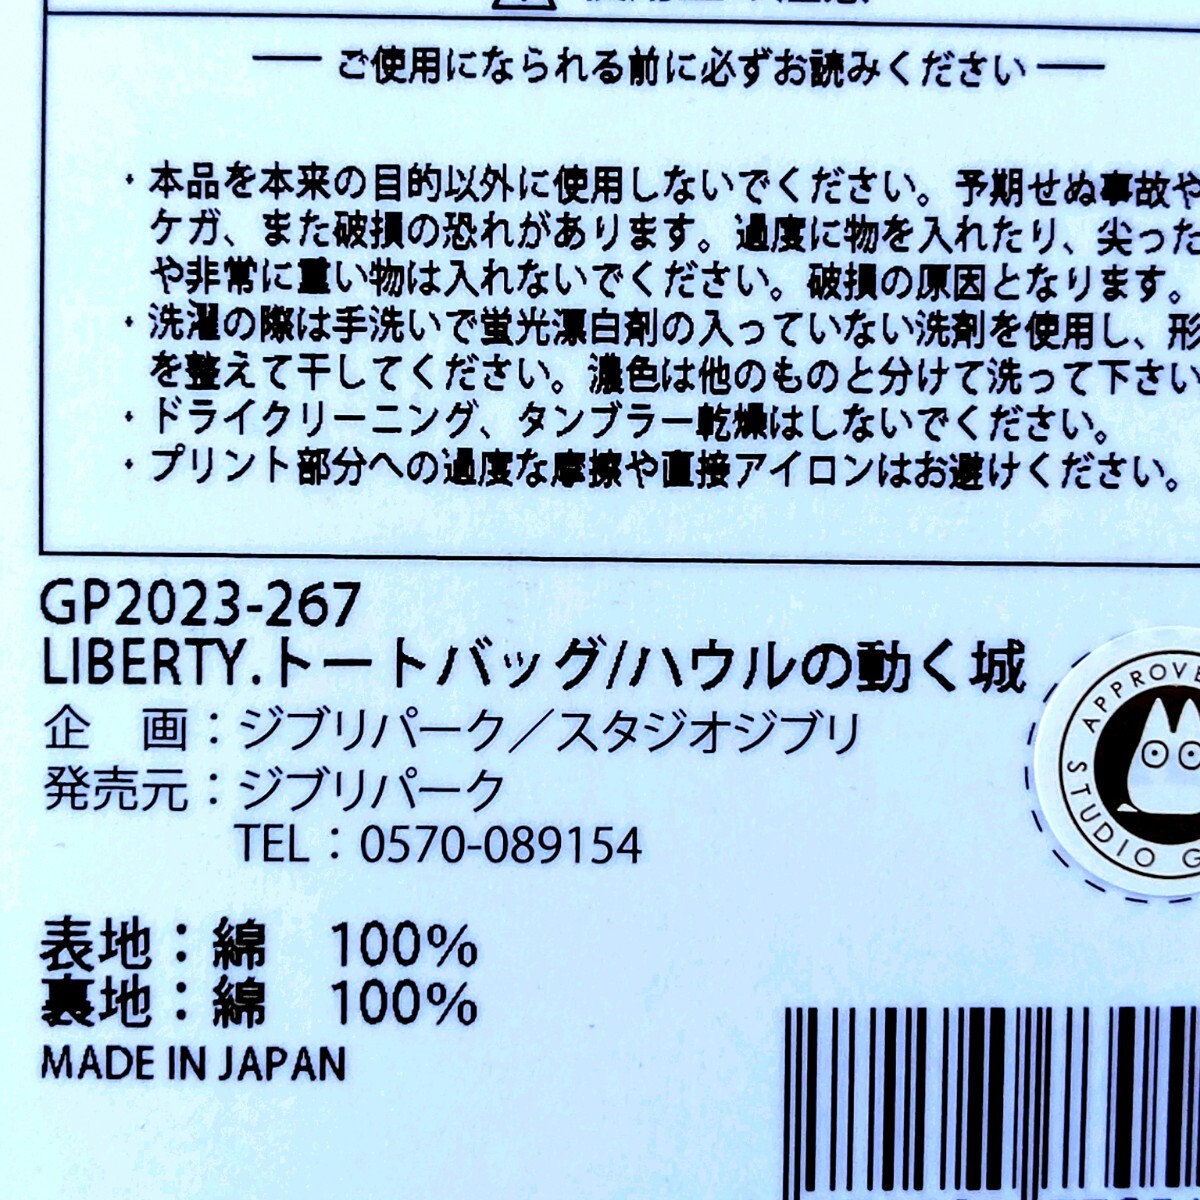 ― ご使用になられる前に必ずお読みください ―
・本品を本来の目的以外に使用しないでください。予期せぬ事故や
ケガ、また破損の恐れがあります。過度に物を入れたり、尖った
や非常に重い物は入れないでください。破損の原因となります。
・洗濯の際は手洗いで蛍光漂白剤の入っていない洗剤を使用し、形
を整えて干してください。濃色は他のものと分けて洗って下さい
・ドライクリーニング、タンブラー乾燥はしないでください。
・プリント部分への過度な摩擦や直接アイロンはお避けください。
GP2023-267
LIBERTY.トートバッグ/ハウルの動く城
企　画：ジブリパーク／スタジオジブリ
発売元：ジブリパーク
TEL：0570-089154
APPROVE
STUDIO G
表地：綿　100%
裏地：綿　100%
MADE IN JAPAN